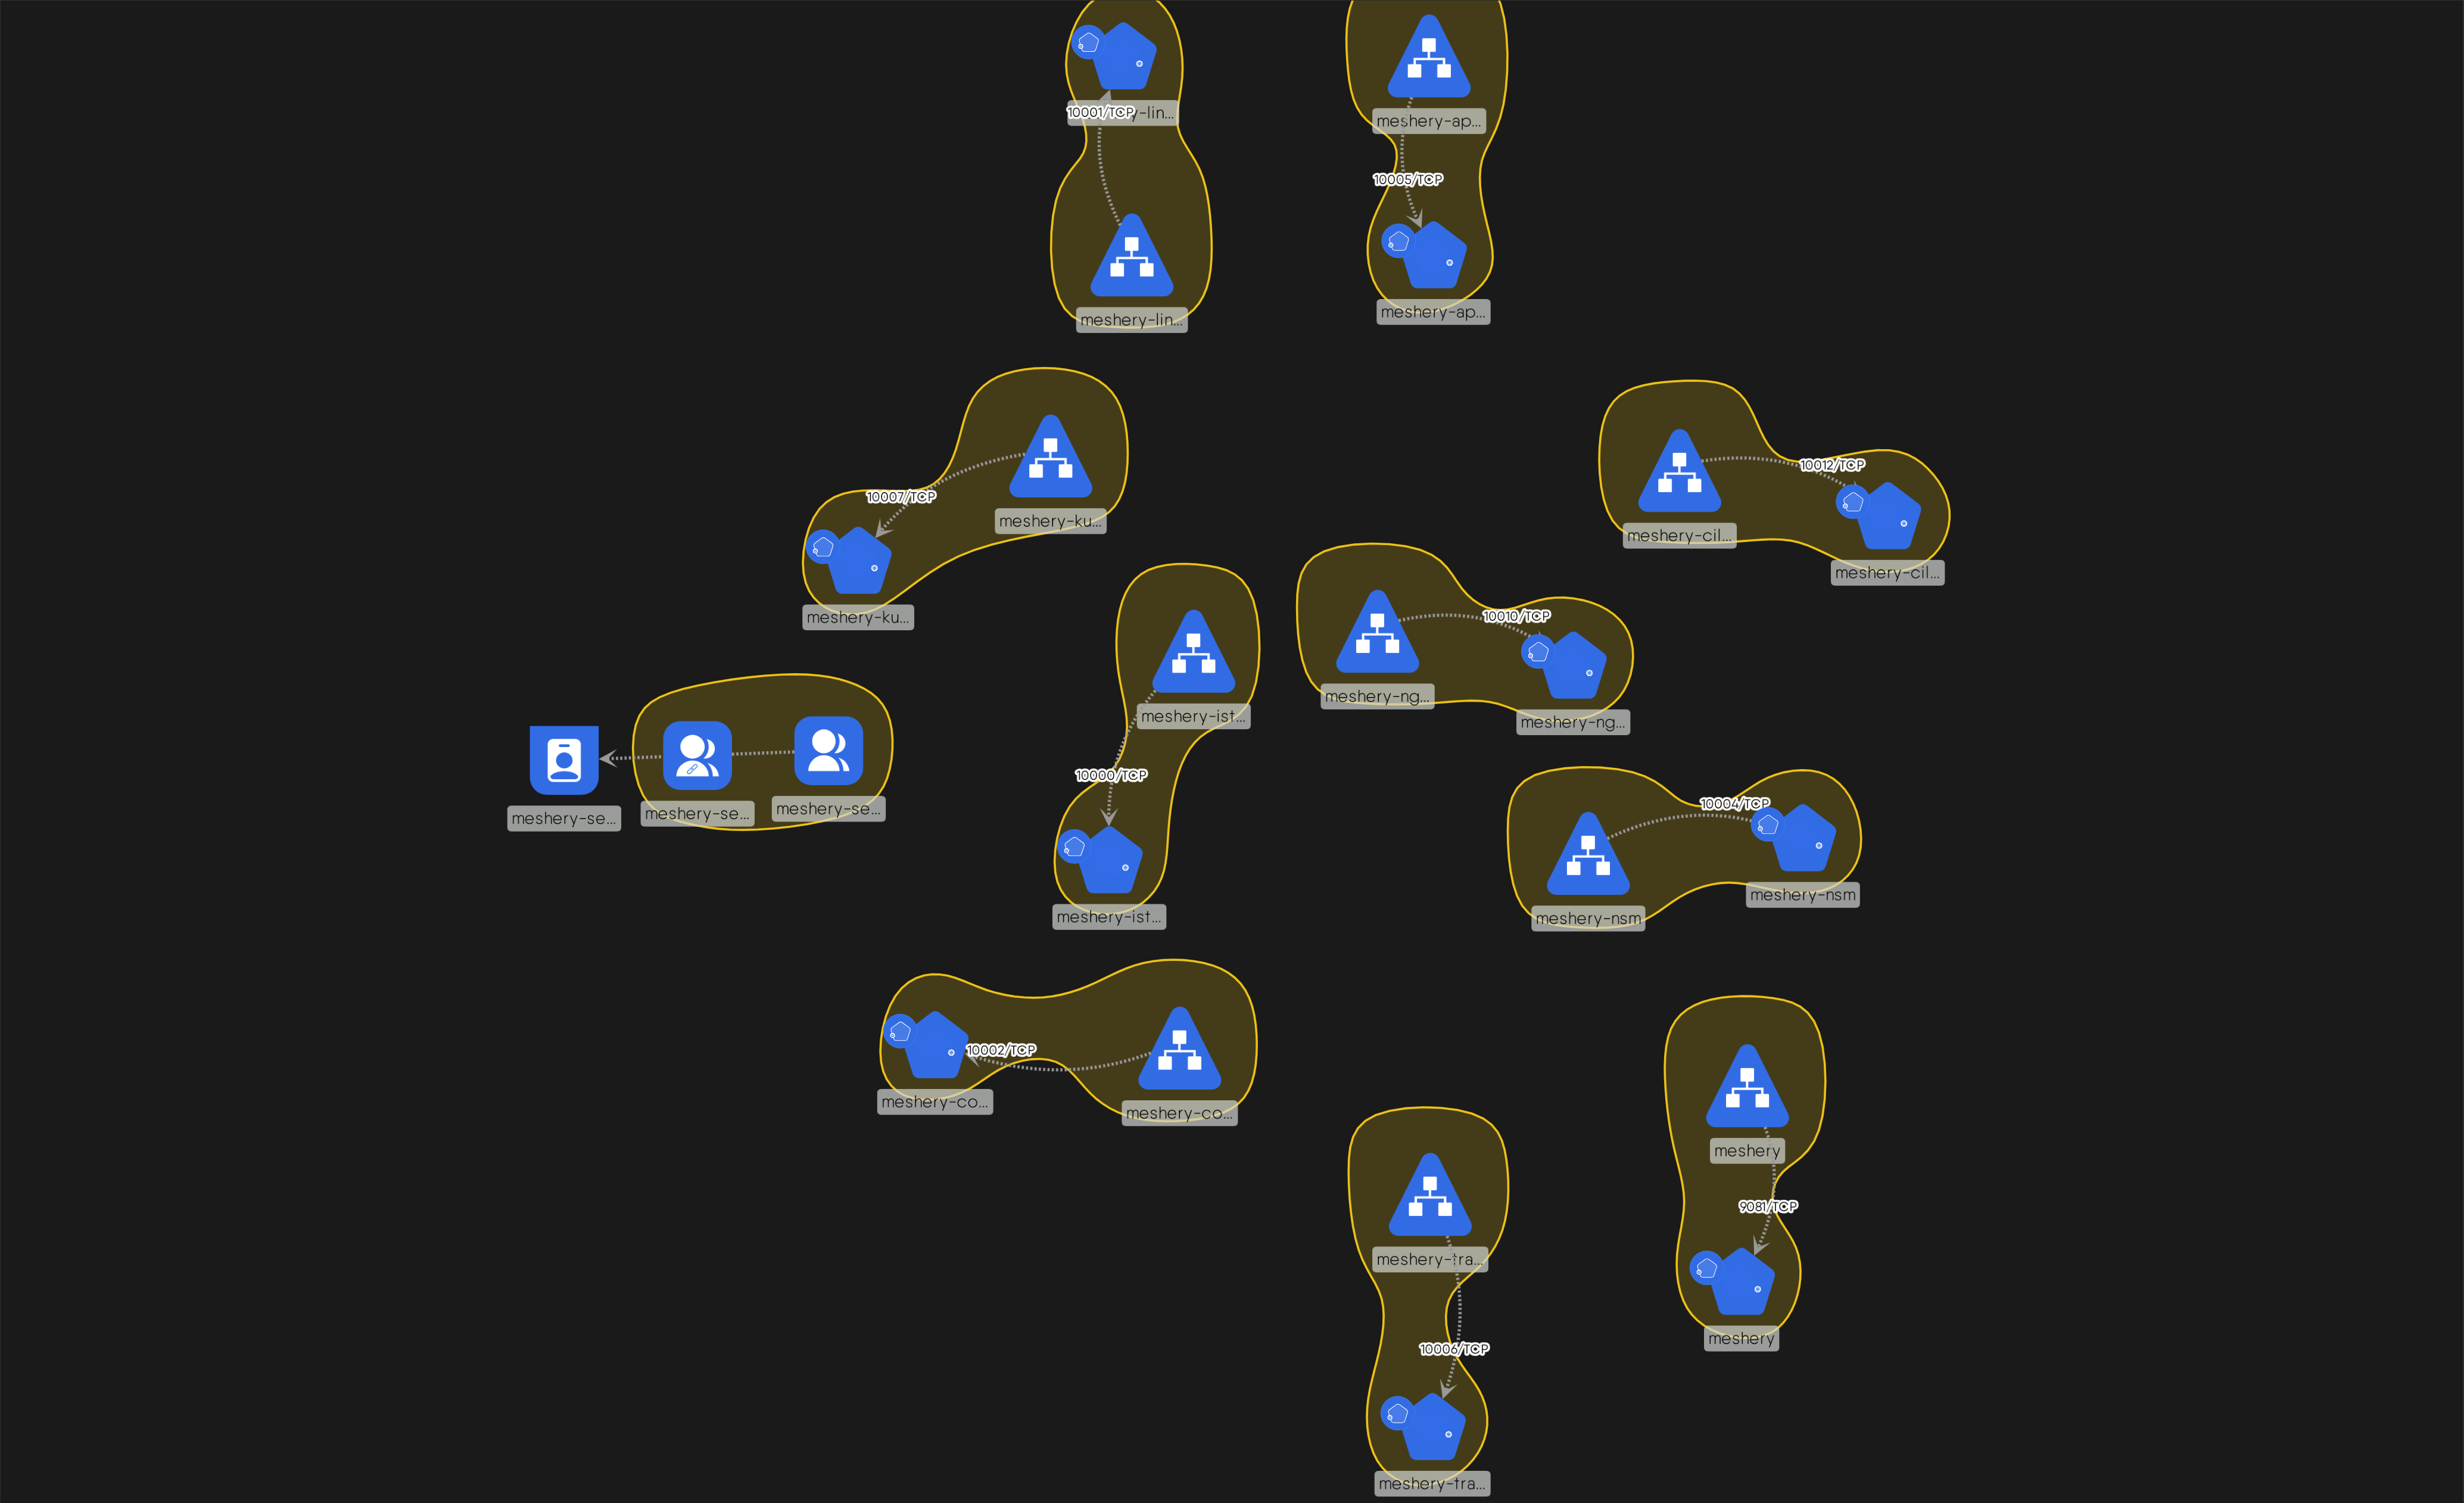 10001/TCP
y-lin...
meshery-lin...
meshery-ap...
10005/TCP
meshery-ap...
meshery-ku...
10007/TCP
meshery-ku...
10012/TCP
meshery-cil...
meshery-cil...
meshery-ist...
10000/TCP
meshery-ist...
10010/TCP
meshery-ng...
meshery-ng...
meshery-se...
meshery-se...
meshery-se...
10004/TCP
meshery-nsm
meshery-nsm
10002/TCP
meshery-co...
meshery-co...
meshery
9081/TCP
meshery
meshery-tra...
10006/TCP
meshery-tra...